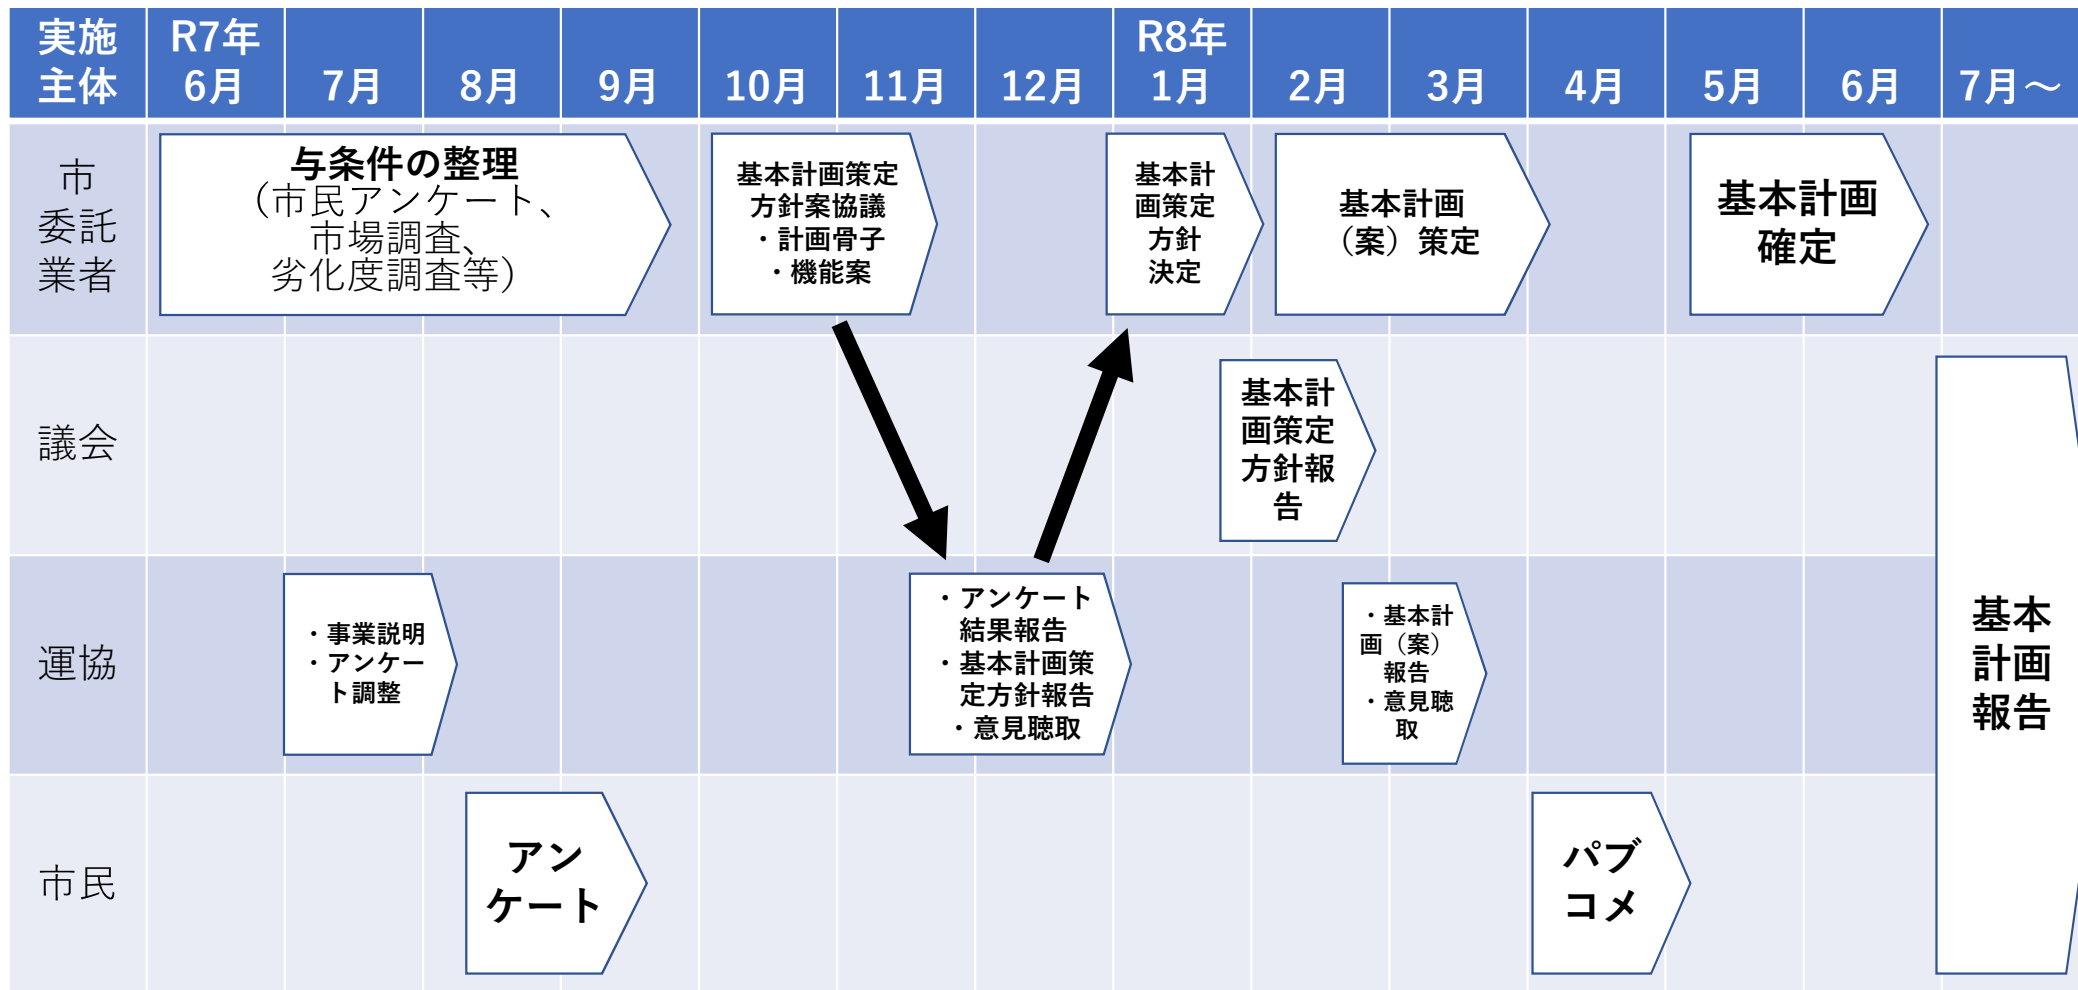 実施
主体
R7年
6月
7月
8月
9月
10月
11月
12月
R8年
1月
2月
3月
4月
5月
6月
7月～
市
委託
業者
与条件の整理
（市民アンケート、
市場調査、
劣化度調査等）
基本計画策定
方針案協議
・計画骨子
・機能案
基本計
画策定
方針
決定
基本計画
（案）策定
基本計画
確定
議会
基本計
画策定
方針報
告
運協
・事業説明
・アンケー
ト調整
・アンケート
結果報告
・基本計画策
定方針報告
・意見聴取
・基本計
画（案）
報告
・意見聴
取
基本
計画
報告
市民
アン
ケート
パブ
コメ